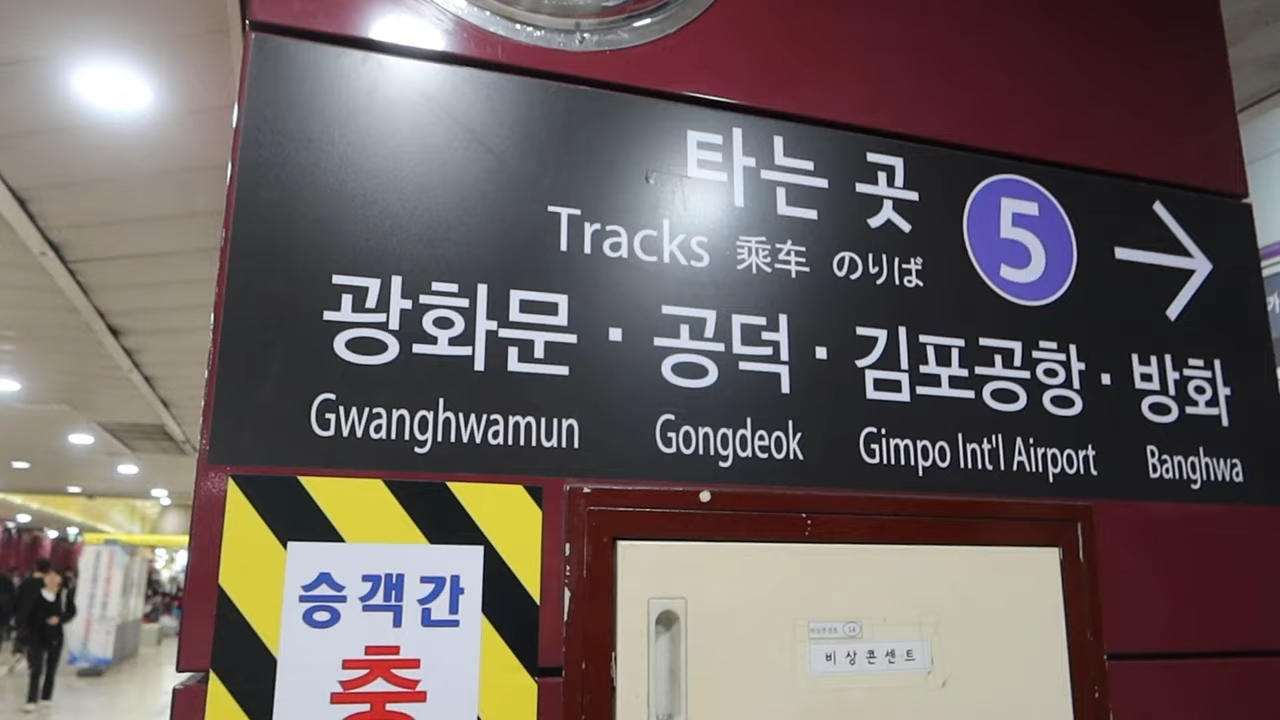 타는 곳 5
Tracks 乘车 のりば
광화문 · 공덕 · 김포공항 · 방화
Gwanghwamun Gongdeok Gimpo Int'l Airport Banghwa
승객간
충
비상콘센트